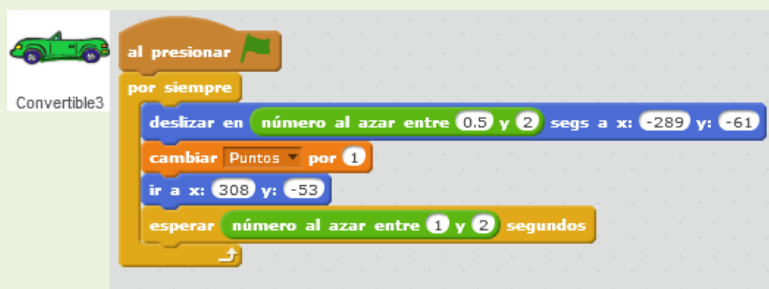 Convertible3
al presionar
por siempre
deslizar en número al azar entre 0.5 y 2 segs a x: -289 y: -61
cambiar Puntos por 1
ir a x: 308 y: -53
esperar número al azar entre 1 y 2 segundos